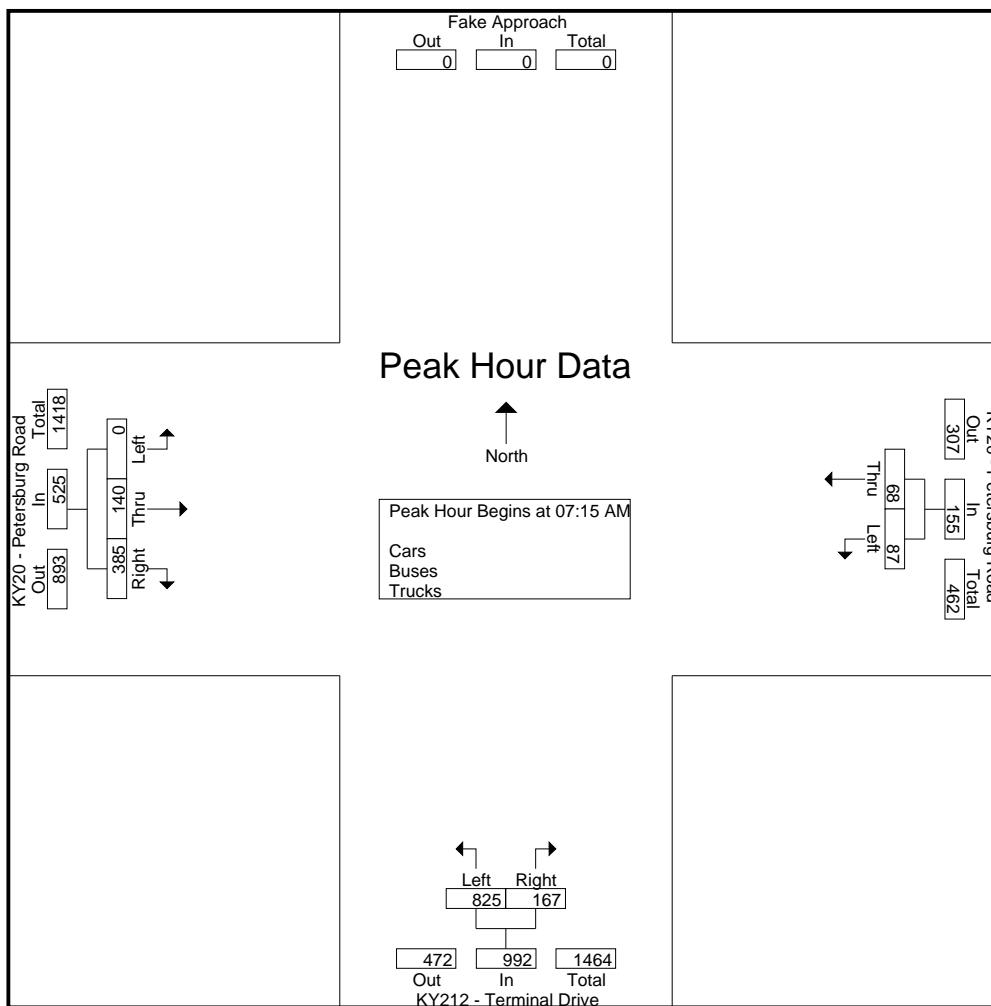 Fake Approach
Out In Total
0 0 0
Peak Hour Data
North
Peak Hour Begins at 07:15 AM
Cars
Buses
Trucks
KY20 - Petersburg Road
Out In Total
893 525 1418
0 140 385
Left Thru Right
Out In Total
307 155 462
68 87
Thru Left
Left Right
825 167
472 992 1464
Out In Total
KY212 - Terminal Drive